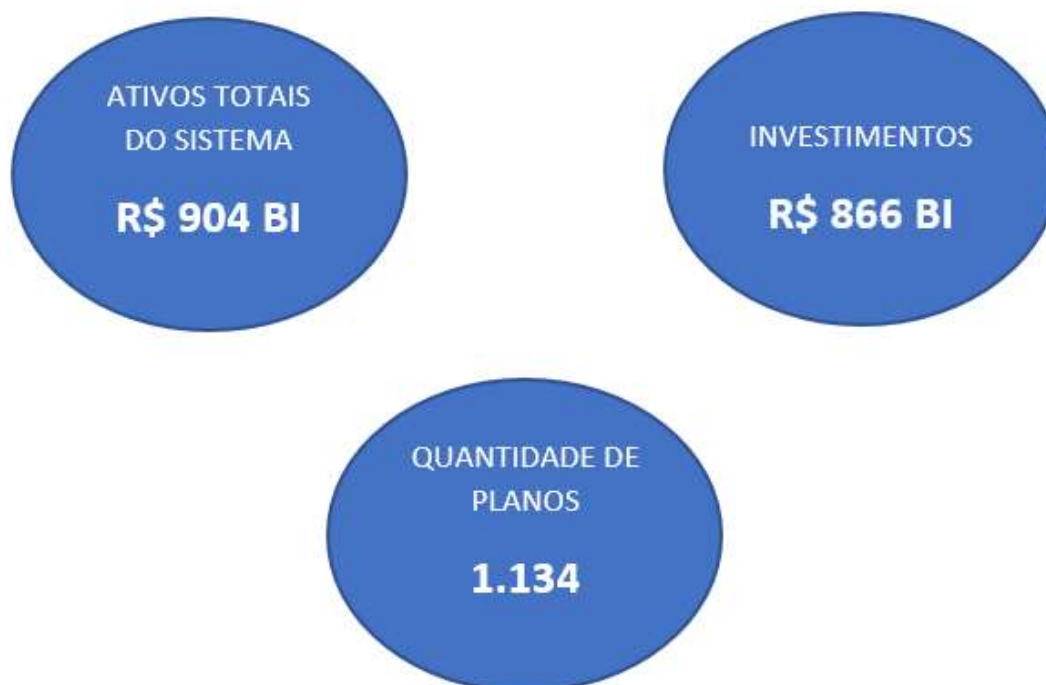 ATIVOS TOTAIS
DO SISTEMA
R$ 904 BI
INVESTIMENTOS
R$ 866 BI
QUANTIDADE DE
PLANOS
1.134